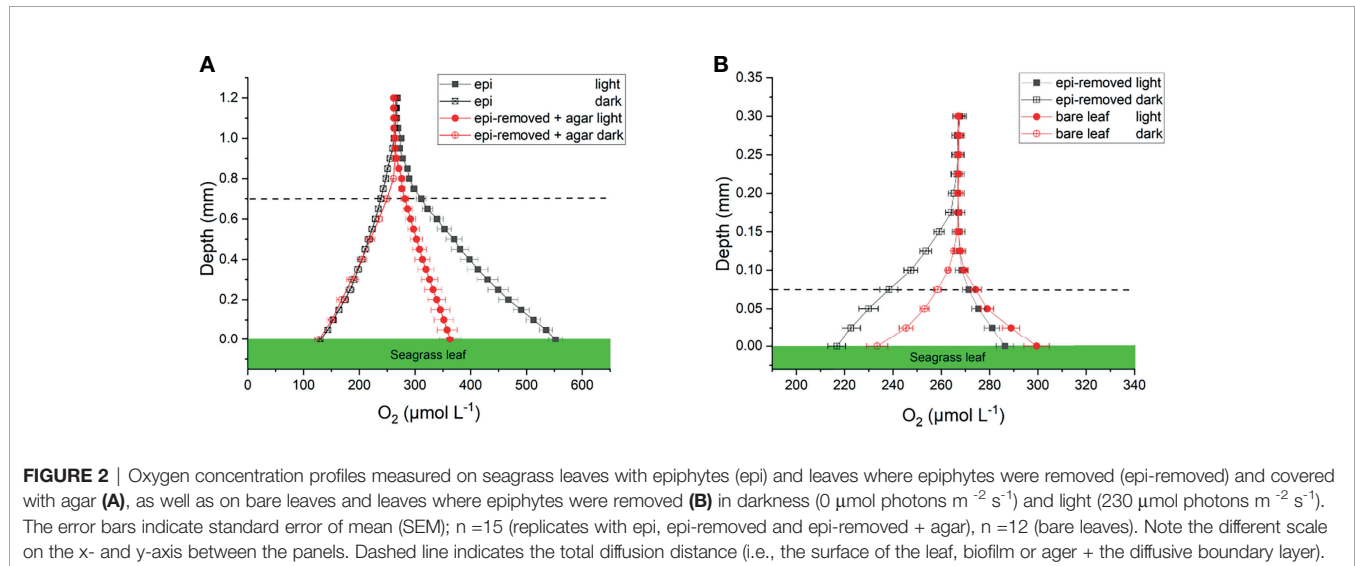 A
B
epi light
epi dark
epi-removed + agar light
epi-removed + agar dark
epi-removed light
epi-removed dark
bare leaf light
bare leaf dark
Depth (mm)
1.2
1.0
0.8
0.6
0.4
0.2
0.0
Seagrass leaf
0 100 200 300 400 500 600
O₂ (µmol L⁻¹)
Depth (mm)
0.35
0.30
0.25
0.20
0.15
0.10
0.05
0.00
Seagrass leaf
200 220 240 260 280 300 320 340
O₂ (µmol L⁻¹)
FIGURE 2 | Oxygen concentration profiles measured on seagrass leaves with epiphytes (epi) and leaves where epiphytes were removed (epi-removed) and covered
with agar (A), as well as on bare leaves and leaves where epiphytes were removed (B) in darkness (0 µmol photons m ⁻² s⁻¹) and light (230 µmol photons m ⁻² s⁻¹).
The error bars indicate standard error of mean (SEM); n =15 (replicates with epi, epi-removed and epi-removed + agar), n =12 (bare leaves). Note the different scale
on the x- and y-axis between the panels. Dashed line indicates the total diffusion distance (i.e., the surface of the leaf, biofilm or ager + the diffusive boundary layer).